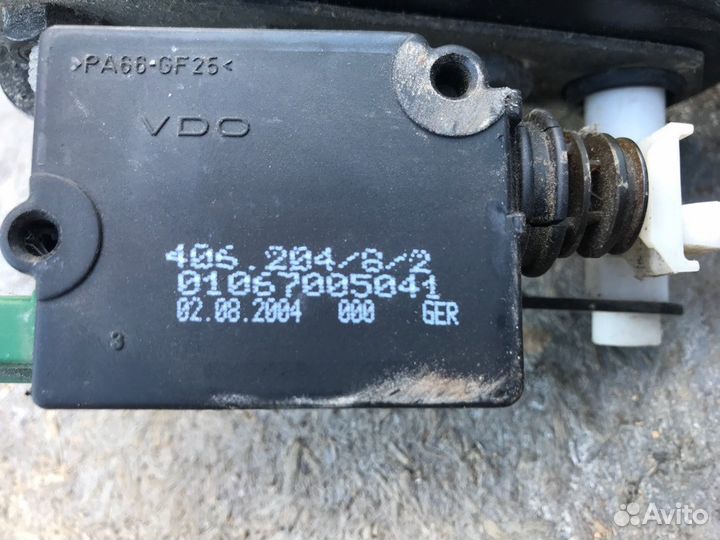 >PA66-GF25<
VDO
406.204/8/2
01067005041
02.08.2004 000 GER
3
Avito